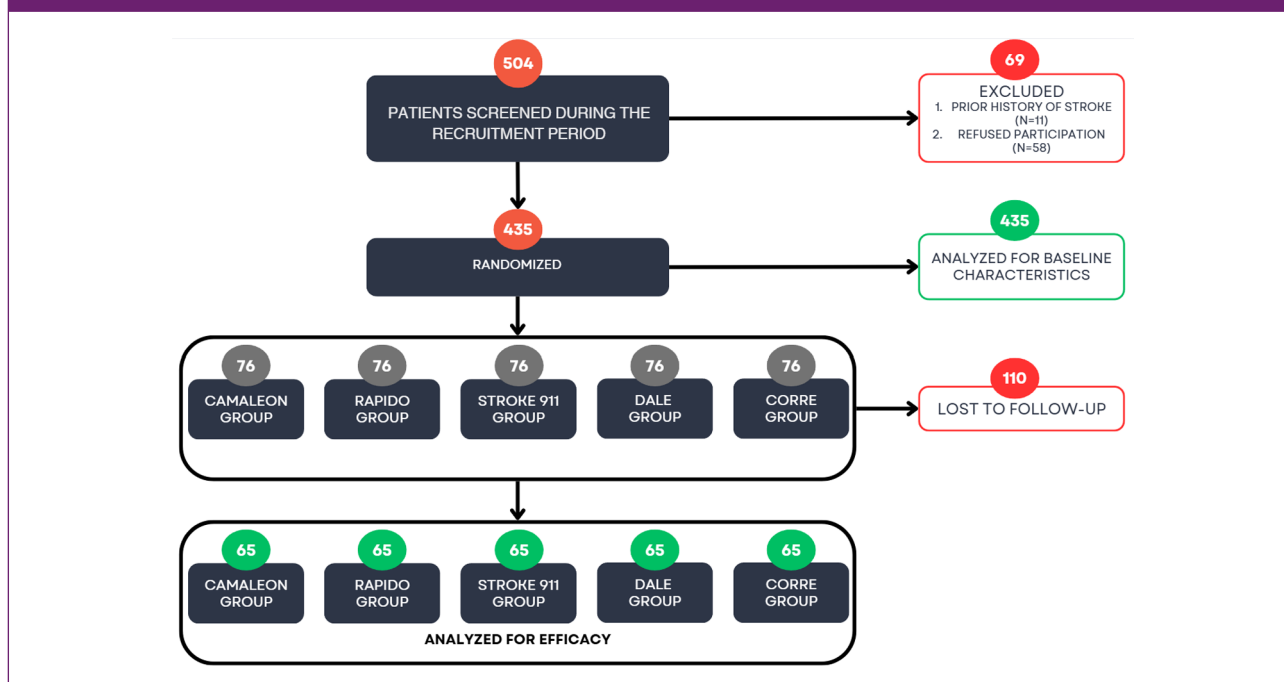 504
PATIENTS SCREENED DURING THE
RECRUITMENT PERIOD
69
EXCLUDED
1. PRIOR HISTORY OF STROKE
(N=11)
2. REFUSED PARTICIPATION
(N=58)
435
RANDOMIZED
435
ANALYZED FOR BASELINE
CHARACTERISTICS
76
CAMALEON
GROUP
76
RAPIDO
GROUP
76
STROKE 911
GROUP
76
DALE
GROUP
76
CORRE
GROUP
110
LOST TO FOLLOW-UP
65
CAMALEON
GROUP
65
RAPIDO
GROUP
65
STROKE 911
GROUP
65
DALE
GROUP
65
CORRE
GROUP
ANALYZED FOR EFFICACY